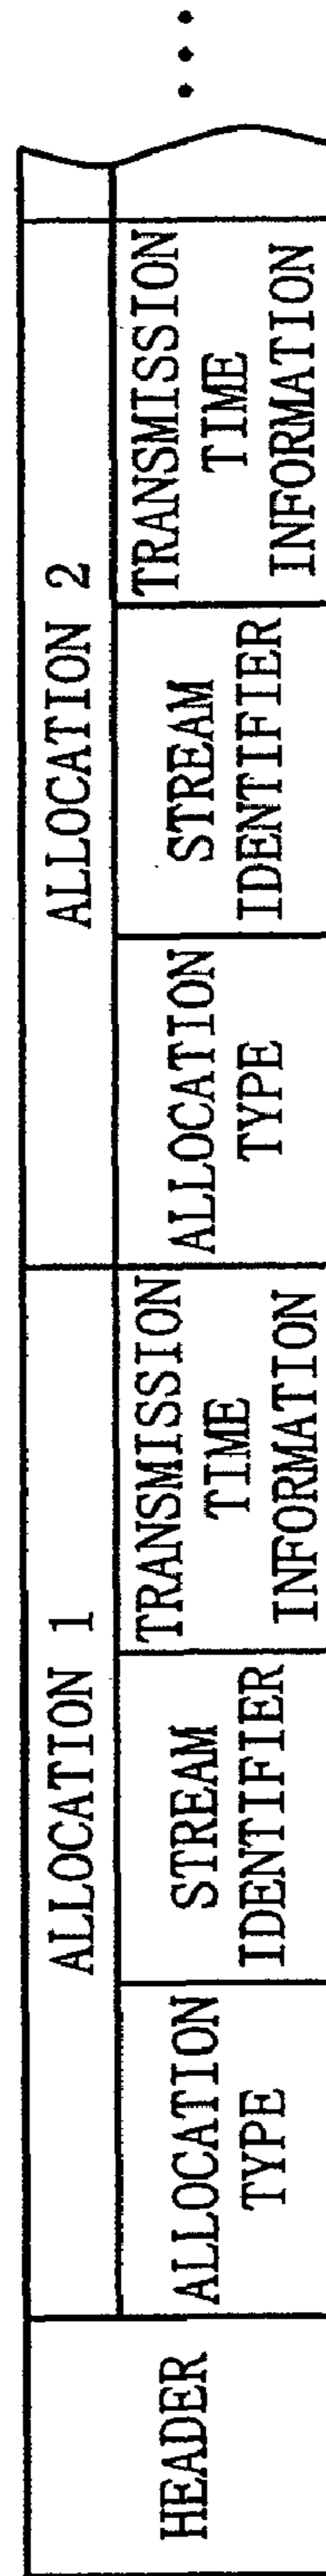 HEADER
ALLOCATION 1
ALLOCATION
TYPE
STREAM
IDENTIFIER
TRANSMISSION
TIME
INFORMATION
ALLOCATION 2
ALLOCATION
TYPE
STREAM
IDENTIFIER
TRANSMISSION
TIME
INFORMATION
...